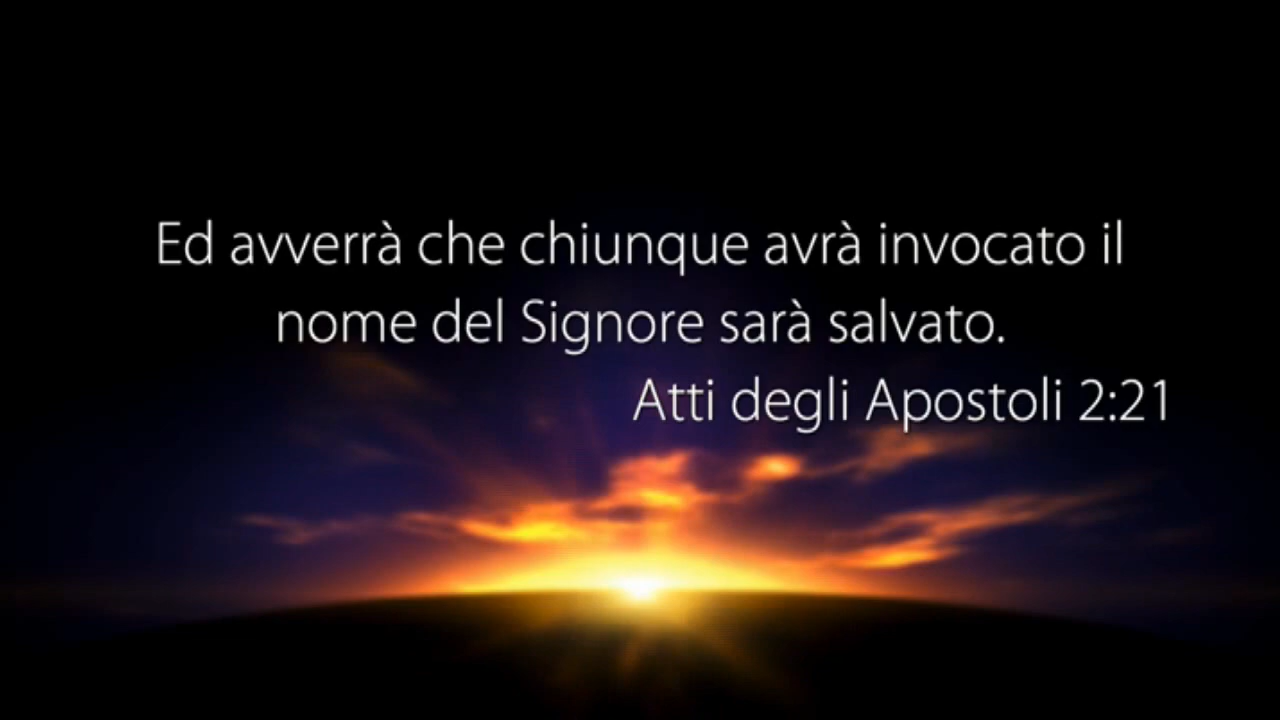 Ed avverrà che chiunque avrà invocato il
nome del Signore sarà salvato.
Atti degli Apostoli 2:21